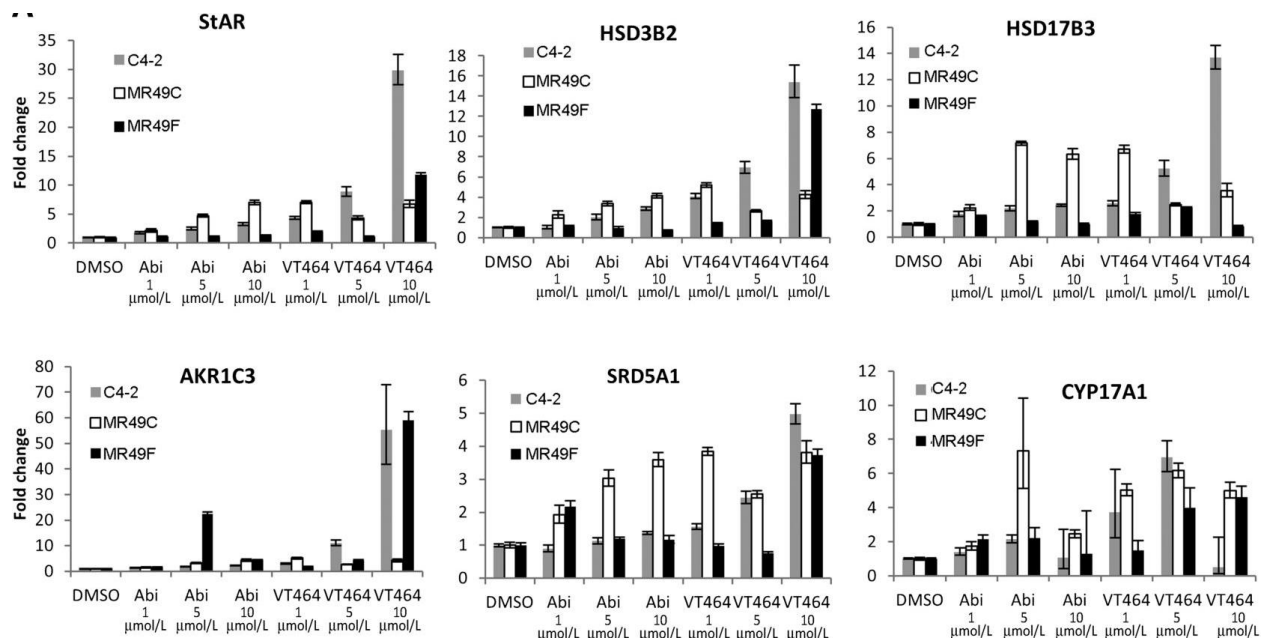 StAR
Fold change
35
30
25
20
15
10
5
0
C4-2
MR49C
MR49F
DMSO Abi Abi Abi VT464 VT464 VT464
1 5 10 1 5 10
μmol/L μmol/L μmol/L μmol/L μmol/L μmol/L
HSD3B2
18
16
14
12
10
8
6
4
2
0
C4-2
MR49C
MR49F
DMSO Abi Abi Abi VT464 VT464 VT464
1 5 10 1 5 10
μmol/L μmol/L μmol/L μmol/L μmol/L μmol/L
HSD17B3
16
14
12
10
8
6
4
2
0
C4-2
MR49C
MR49F
DMSO Abi Abi Abi VT464 VT464 VT464
1 5 10 1 5 10
μmol/L μmol/L μmol/L μmol/L μmol/L μmol/L
AKR1C3
Fold change
80
70
60
50
40
30
20
10
0
C4-2
MR49C
MR49F
DMSO Abi Abi Abi VT464 VT464 VT464
1 5 10 1 5 10
μmol/L μmol/L μmol/L μmol/L μmol/L μmol/L
SRD5A1
6
5
4
3
2
1
0
C4-2
MR49C
MR49F
DMSO Abi Abi Abi VT464 VT464 VT464
1 5 10 1 5 10
μmol/L μmol/L μmol/L μmol/L μmol/L μmol/L
CYP17A1
12
10
8
6
4
2
0
C4-2
MR49C
MR49F
DMSO Abi Abi Abi VT464 VT464 VT464
1 5 10 1 5 10
μmol/L μmol/L μmol/L μmol/L μmol/L μmol/L